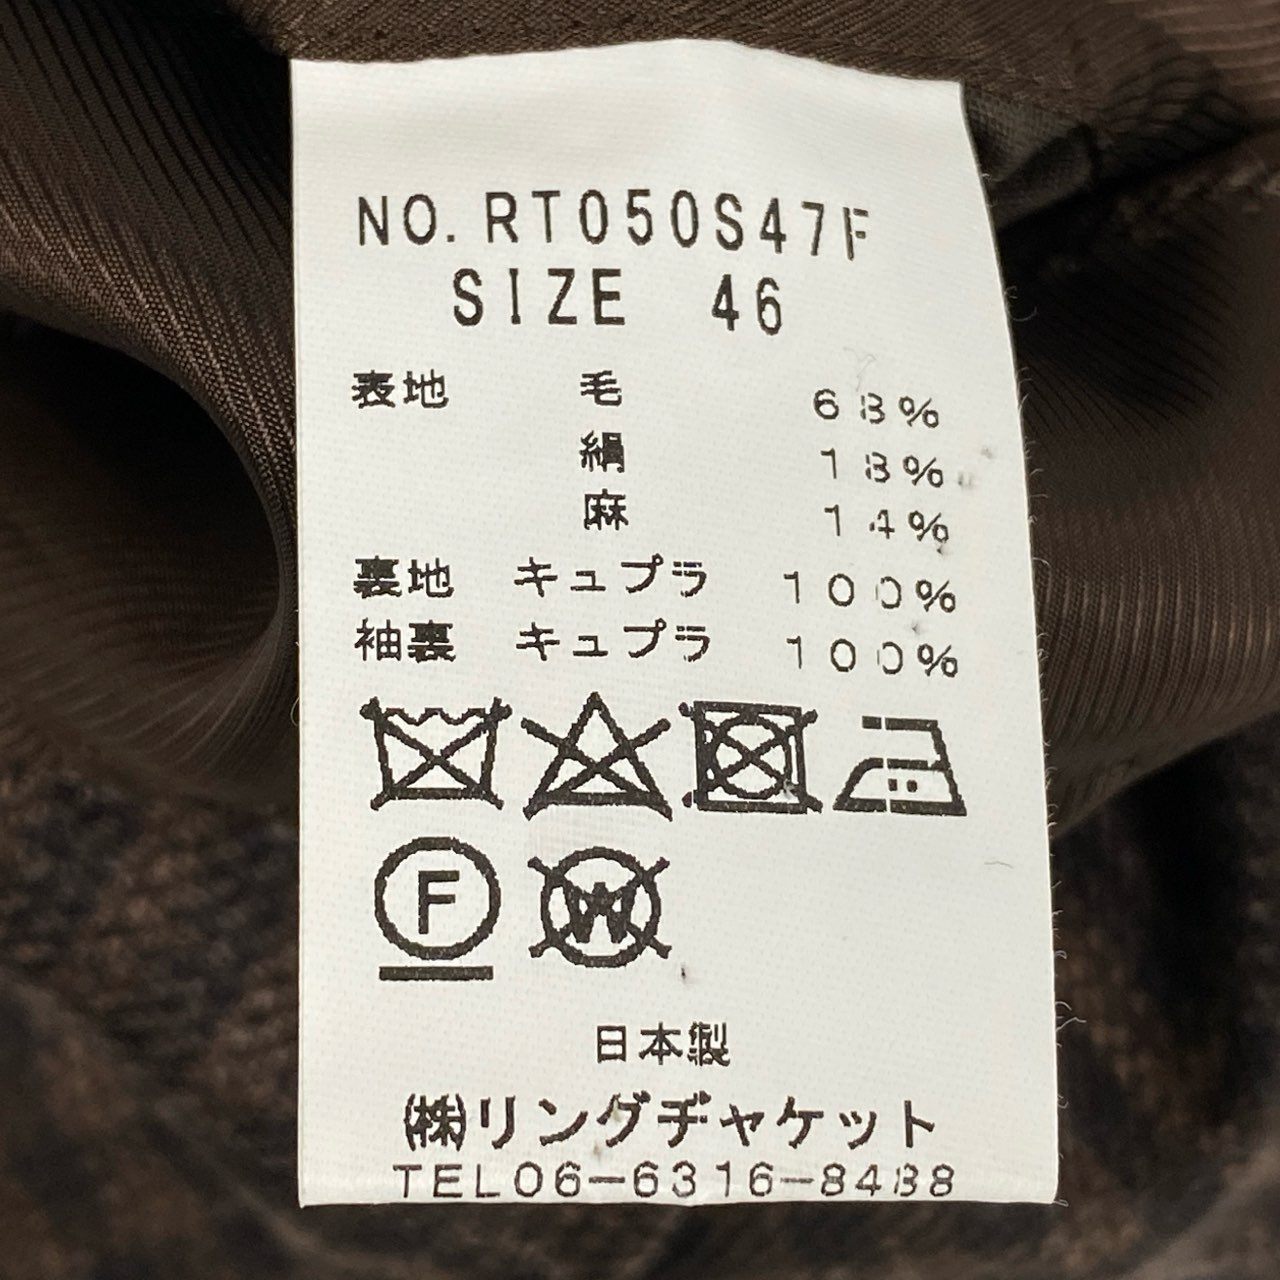 NO.RT050S47F
SIZE 46
表地 毛 68%
絹 18%
麻 14%
裏地 キュプラ 100%
袖裏 キュプラ 100%
F
W
日本製
㈱リングヂャケット
TEL06-6316-8488